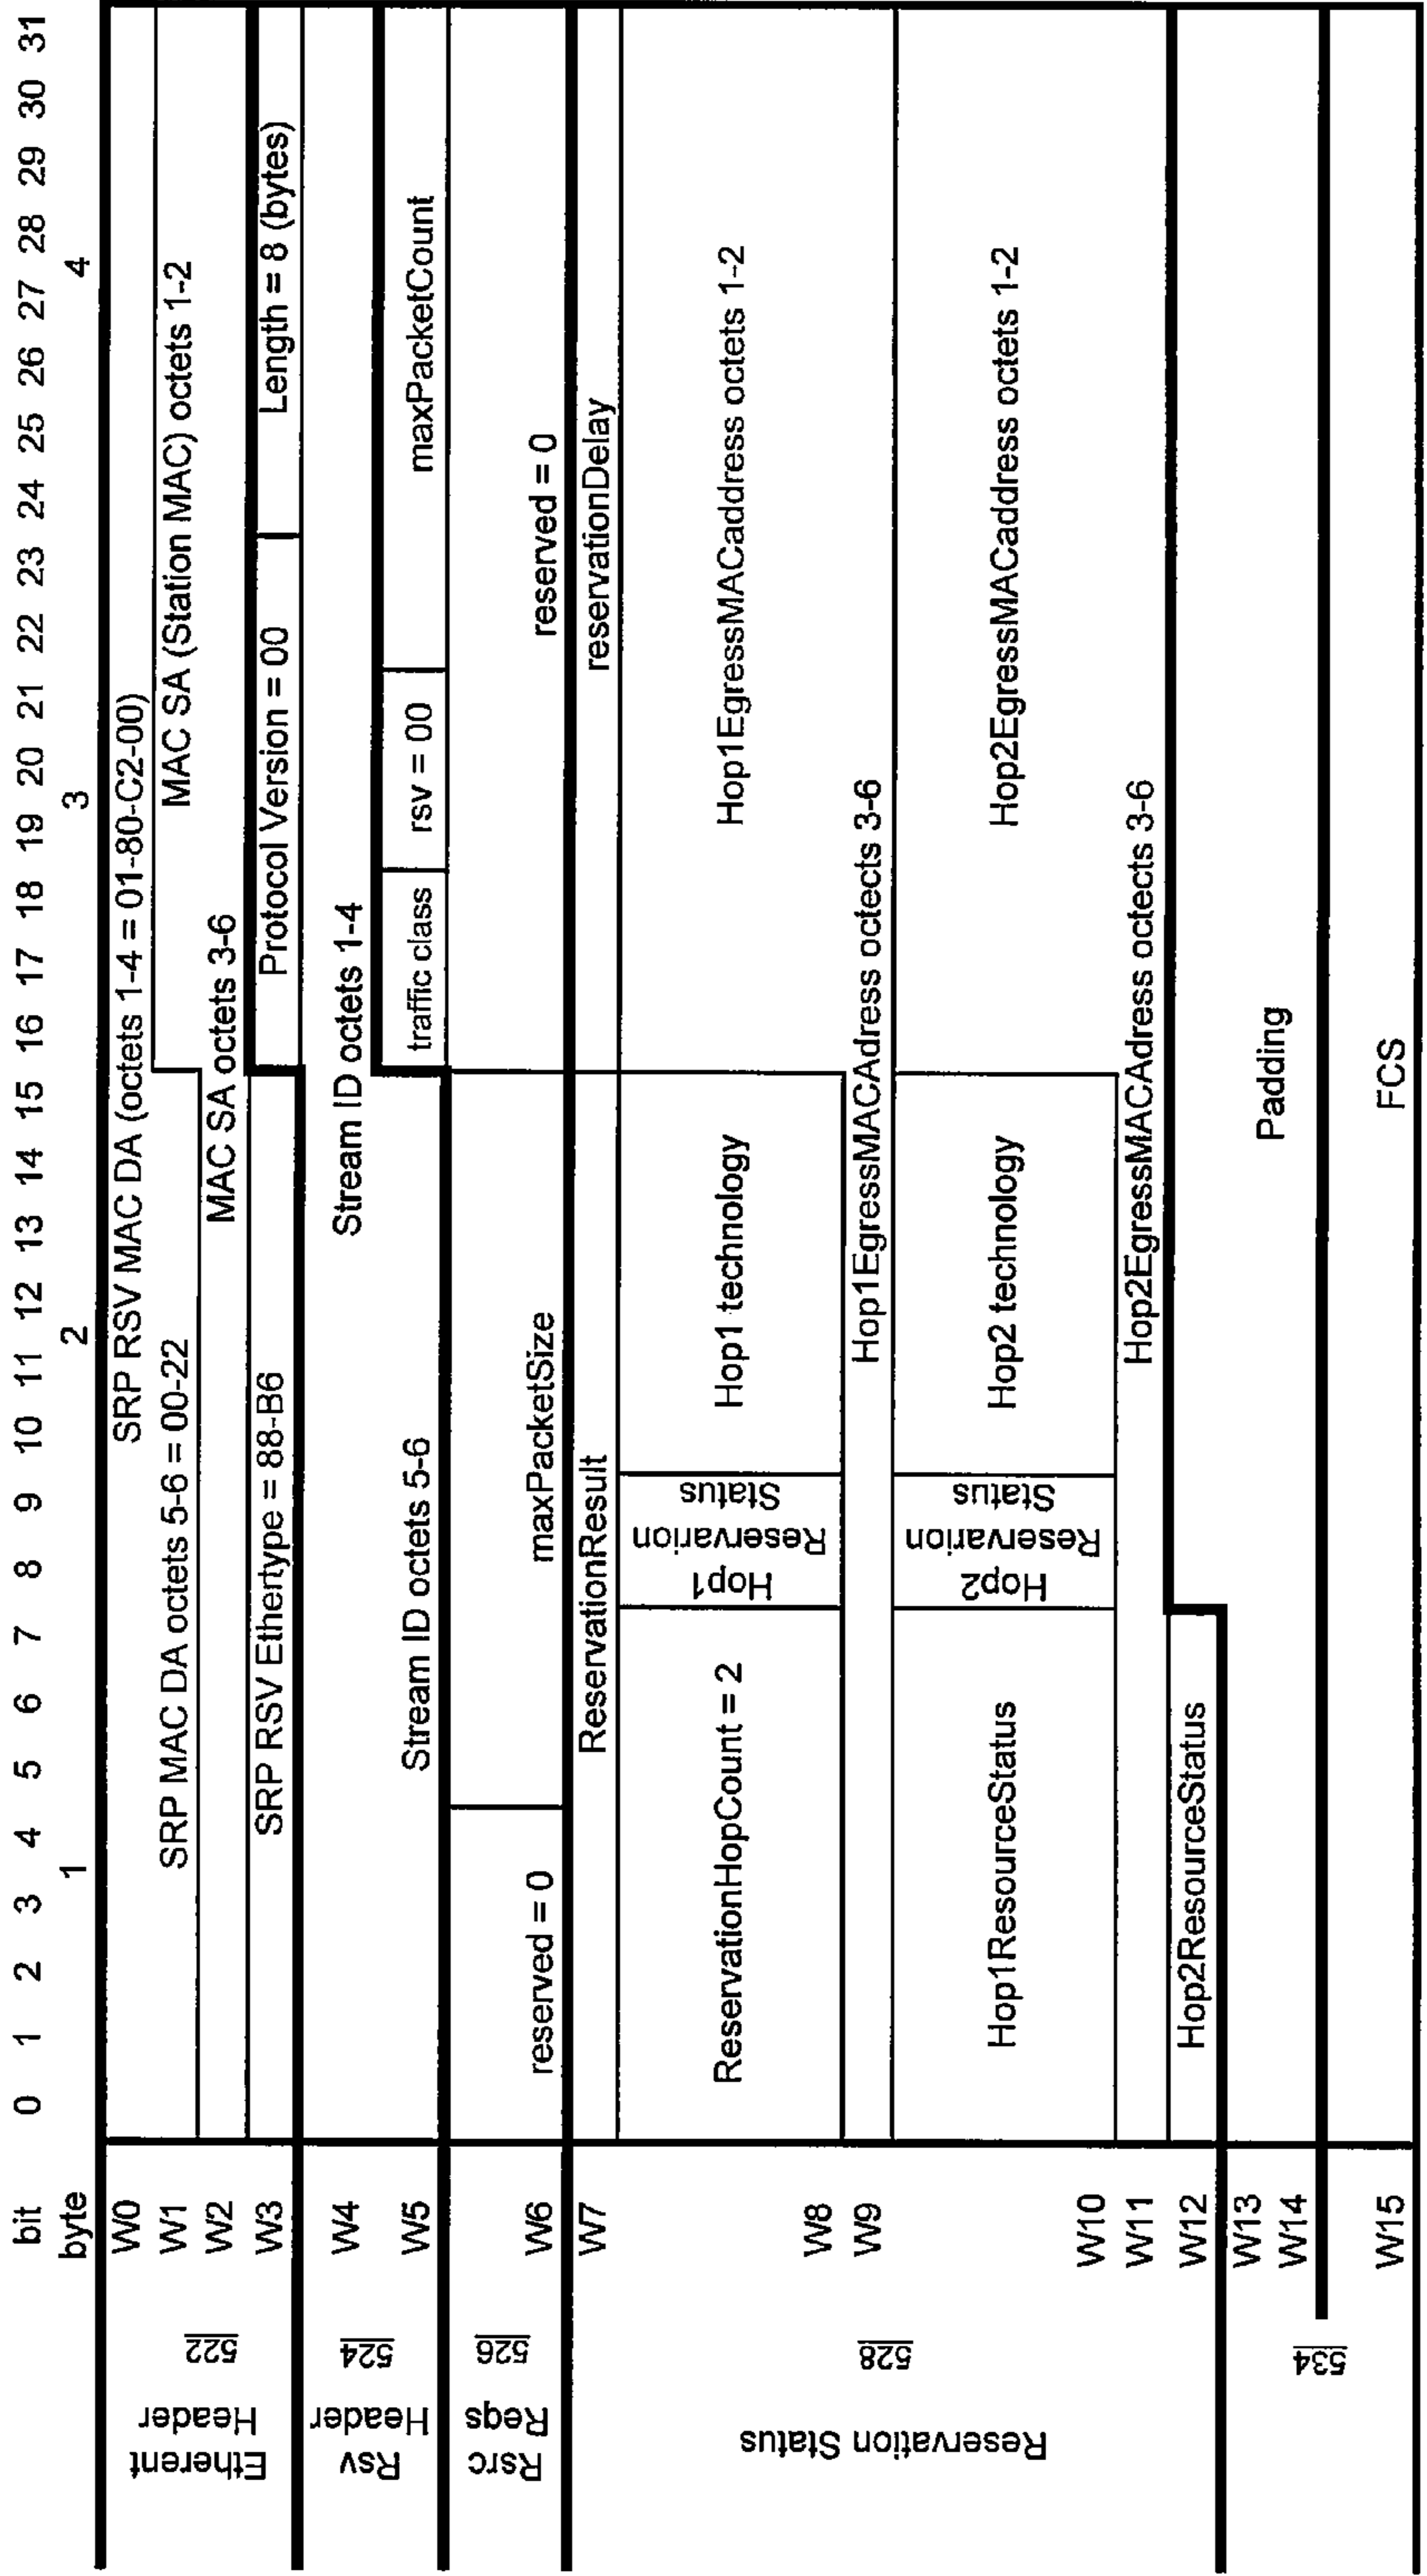 bit 0 1 2 3 4 5 6 7 8 9 10 11 12 13 14 15 16 17 18 19 20 21 22 23 24 25 26 27 28 29 30 31
byte 1 2 3 4
Etherent
Header
522
W0 SRP RSV MAC DA (octets 1-4 = 01-80-C2-00)
W1 SRP MAC DA octets 5-6 = 00-22 MAC SA (Station MAC) octets 1-2
W2 MAC SA octets 3-6
W3 SRP RSV Ethertype = 88-B6 Protocol Version = 00 Length = 8 (bytes)
Rsv
Header
524
W4 Stream ID octets 1-4
W5 Stream ID octets 5-6 traffic class rsv = 00 maxPacketCount
Rsrc
Reqs
526
W6 reserved = 0 maxPacketSize reserved = 0
Reservation Status
528
W7 ReservationResult reservationDelay
W8 ReservationHopCount = 2
Hop1
Reservarion
Status
Hop1 technology
Hop1EgressMACaddress octets 1-2
W9 Hop1EgressMACAdress octects 3-6
W10 Hop1ResourceStatus
Hop2
Reservarion
Status
Hop2 technology
Hop2EgressMACaddress octets 1-2
W11 Hop2EgressMACAdress octects 3-6
W12 Hop2ResourceStatus
534
W13 Padding
W14
W15 FCS